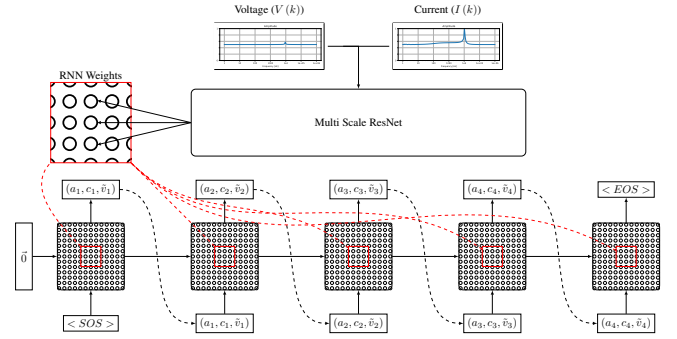 Voltage (V (k))
Current (I (k))
RNN Weights
Multi Scale ResNet
(a₁, c₁, ṽ₁)
(a₂, c₂, ṽ₂)
(a₃, c₃, ṽ₃)
(a₄, c₄, ṽ₄)
< EOS >
0⃗
< SOS >
(a₁, c₁, ṽ₁)
(a₂, c₂, ṽ₂)
(a₃, c₃, ṽ₃)
(a₄, c₄, ṽ₄)